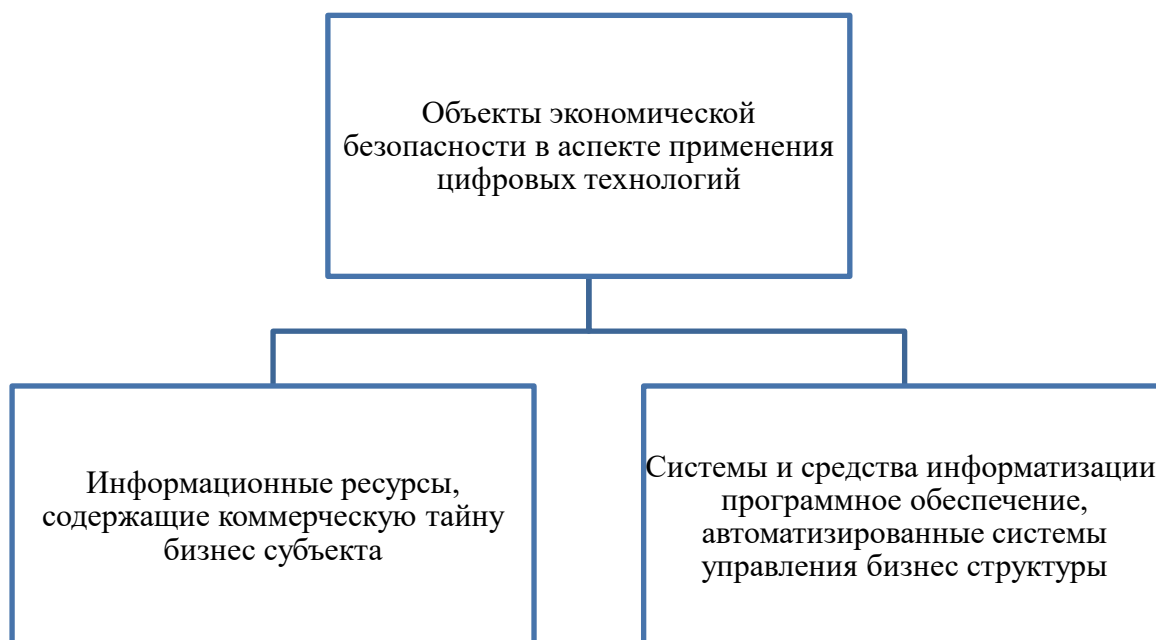 Объекты экономической
безопасности в аспекте применения
цифровых технологий
Информационные ресурсы,
содержащие коммерческую тайну
бизнес субъекта
Системы и средства информатизации
программное обеспечение,
автоматизированные системы
управления бизнес структуры